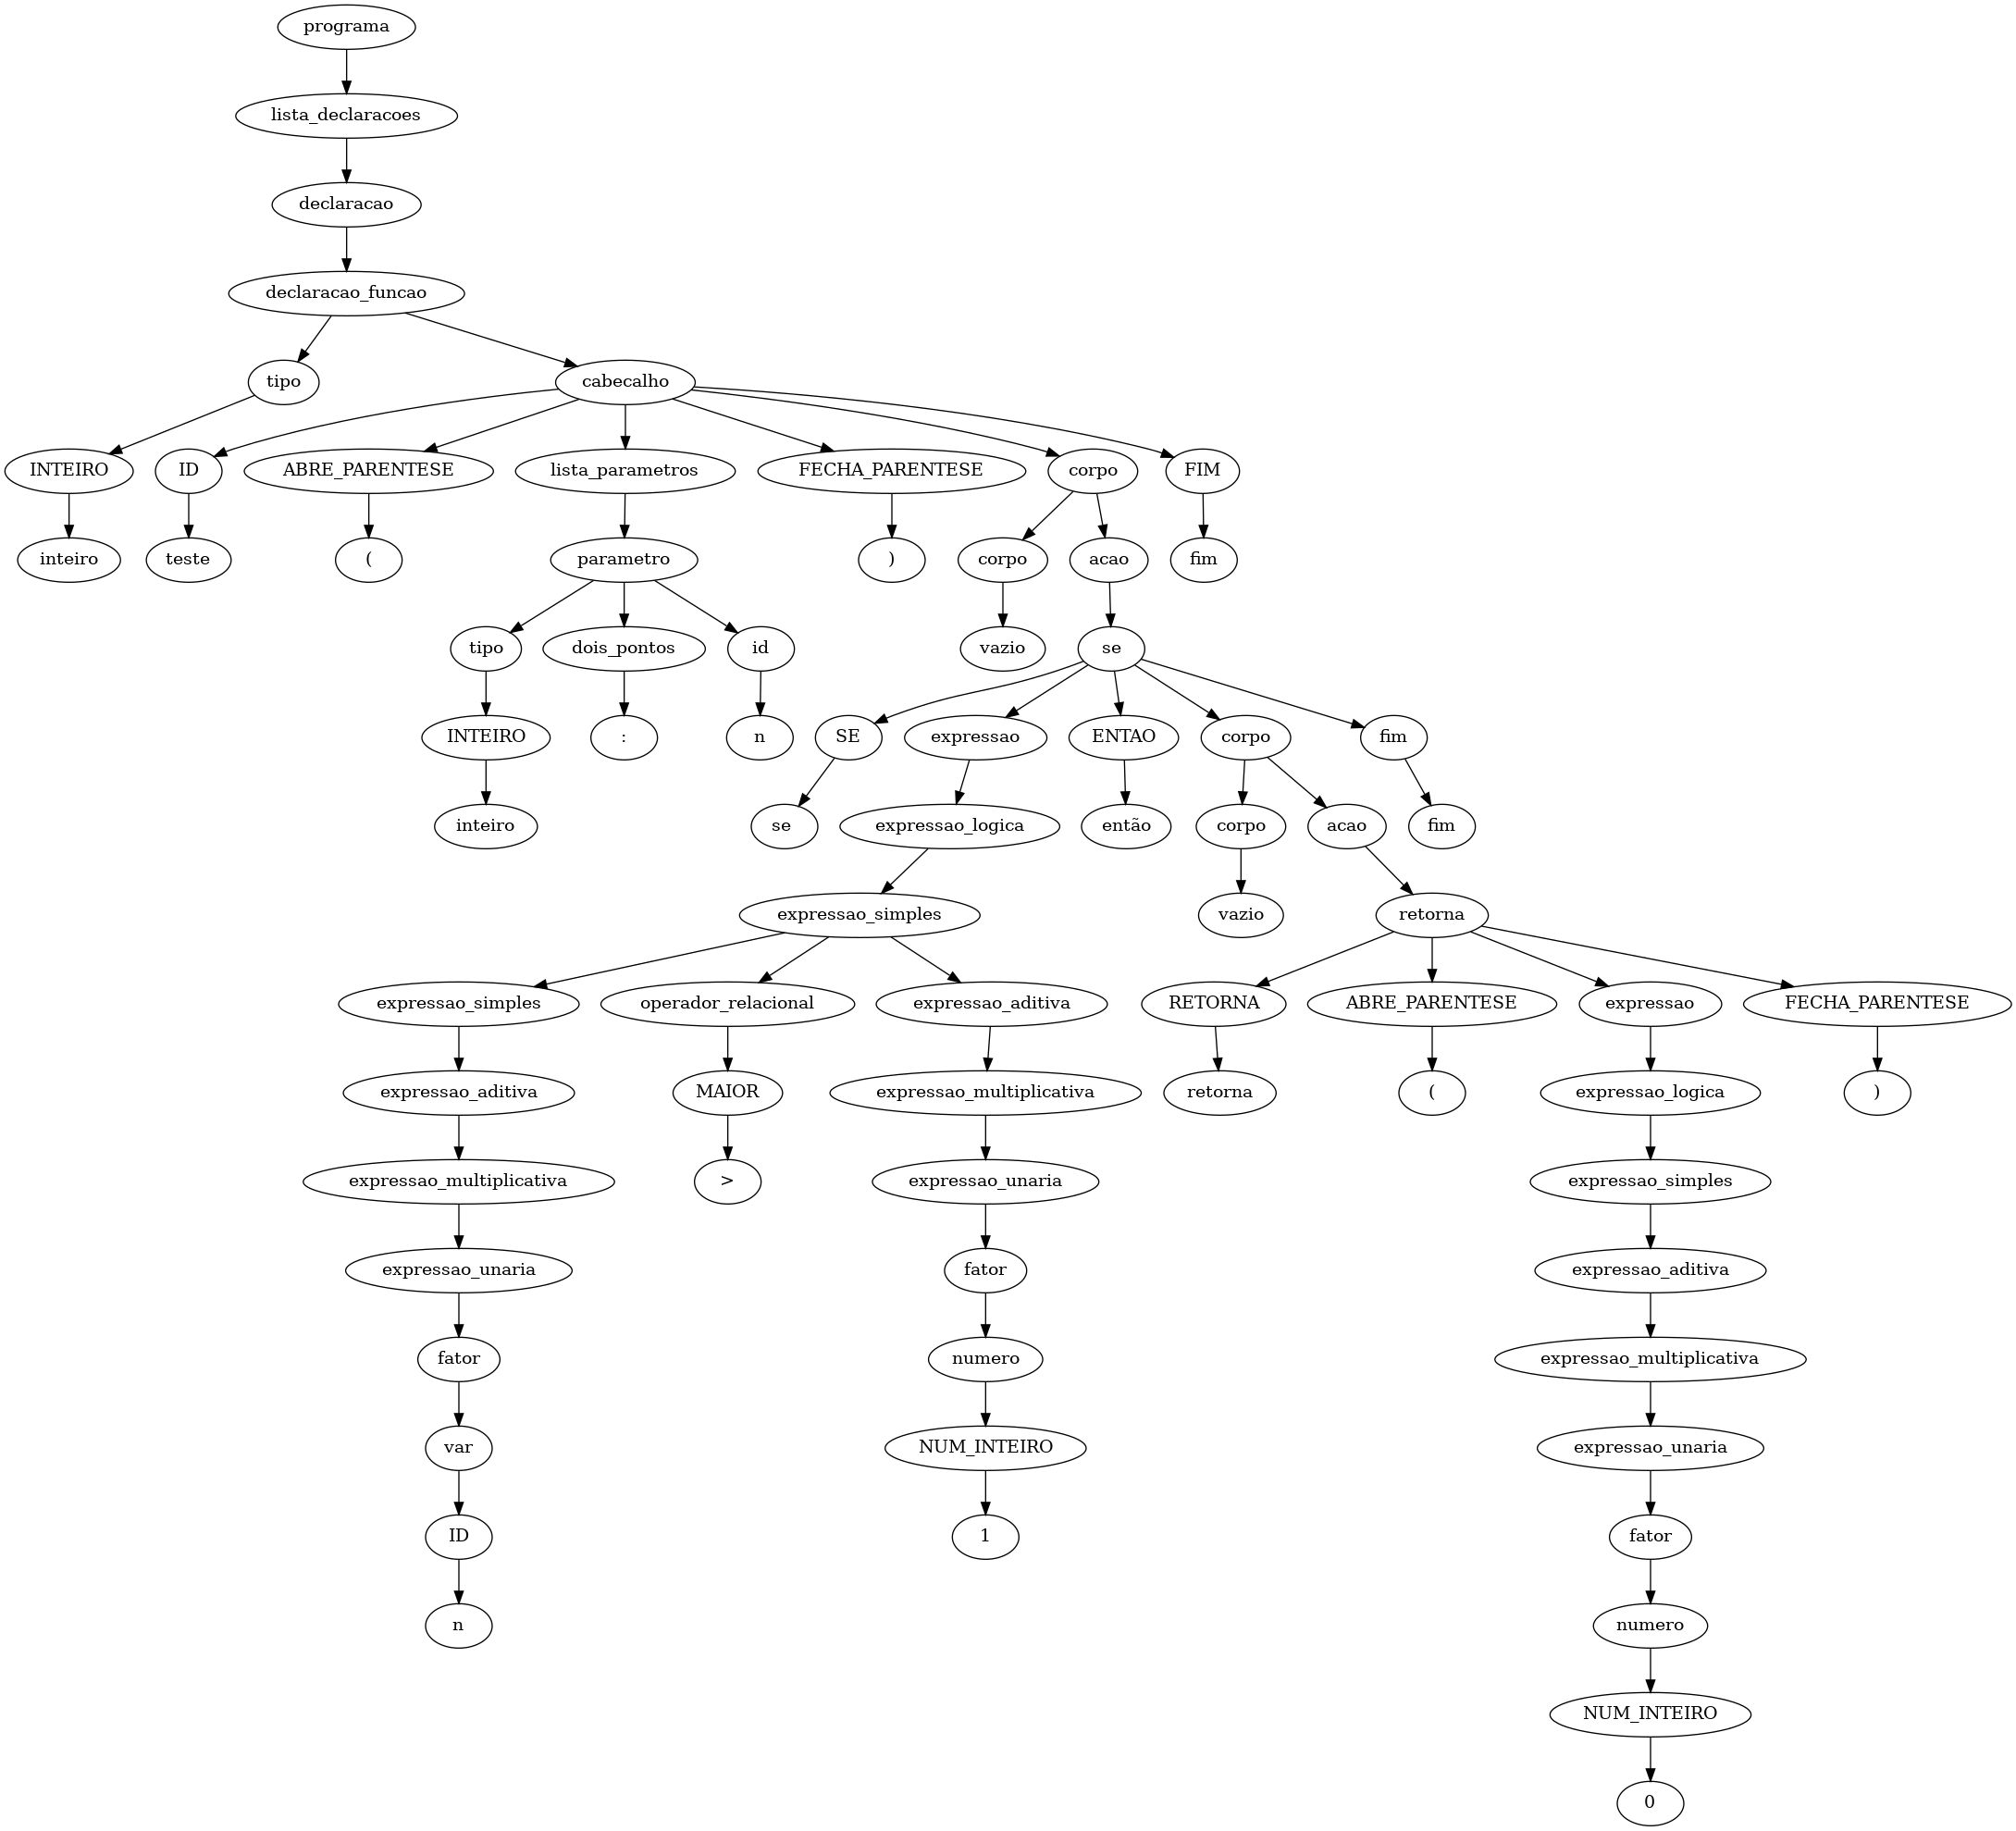 programa
lista_declaracoes
declaracao
declaracao_funcao
tipo
cabecalho
INTEIRO
ID
ABRE_PARENTESE
lista_parametros
FECHA_PARENTESE
corpo
FIM
inteiro
teste
(
parametro
)
corpo
acao
fim
tipo
dois_pontos
id
vazio
se
INTEIRO
:
n
SE
expressao
ENTAO
corpo
fim
inteiro
se
expressao_logica
então
corpo
acao
fim
expressao_simples
vazio
retorna
expressao_simples
operador_relacional
expressao_aditiva
RETORNA
ABRE_PARENTESE
expressao
FECHA_PARENTESE
expressao_aditiva
MAIOR
expressao_multiplicativa
retorna
(
expressao_logica
)
expressao_multiplicativa
>
expressao_unaria
expressao_simples
expressao_unaria
fator
expressao_aditiva
fator
numero
expressao_multiplicativa
var
NUM_INTEIRO
expressao_unaria
ID
1
fator
n
numero
NUM_INTEIRO
0